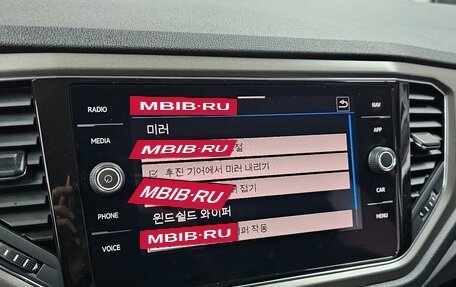 RADIO
MBIB-RU
NAV
MEDIA
미러
APP
MBIB-RU
후진 기어에서 미러 내리기
CAR
MBIB-RU
접기
PHONE
윈드쉴드 와이퍼
MENU
VOICE
MBIB-RU
작동